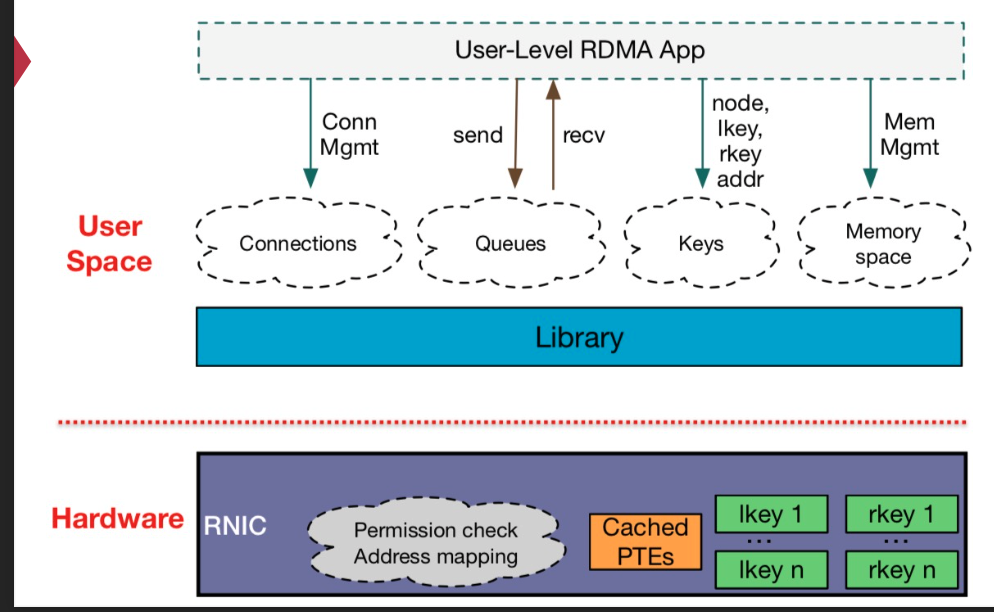 User-Level RDMA App
Conn
Mgmt
send
recv
node,
lkey,
rkey
addr
Mem
Mgmt
User
Space
Connections
Queues
Keys
Memory
space
Library
Hardware
RNIC
Permission check
Address mapping
Cached
PTEs
lkey 1
...
lkey n
rkey 1
...
rkey n